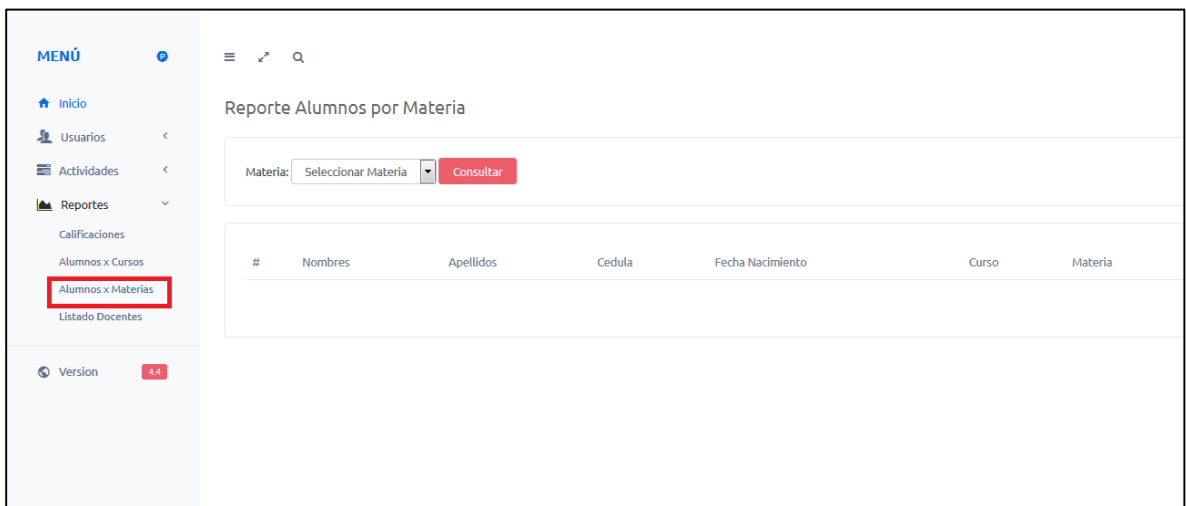 MENÚ
P
Inicio
Usuarios
Actividades
Reportes
Calificaciones
Alumnos x Cursos
Alumnos x Materias
Listado Docentes
Version 4.4
Reporte Alumnos por Materia
Materia: Seleccionar Materia Consultar
# Nombres Apellidos Cedula Fecha Nacimiento Curso Materia